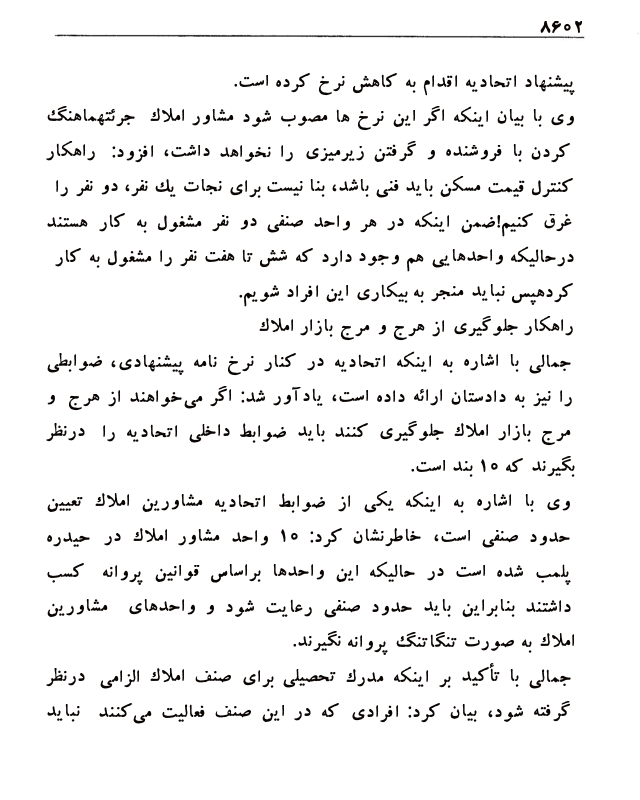 ۸۶۰۲
پیشنهاد اتحادیه اقدام به کاهش نرخ کرده است.
وی با بیان اینکه اگر این نرخ ها مصوب شود مشاور املاك جرئتهماهنگ
کردن با فروشنده و گرفتن زیرمیزی را نخواهد داشت، افزود: راهکار
کنترل قیمت مسکن باید فنی باشد، بنا نیست برای نجات یك نفر، دو نفر را
غرق کنیم!ضمن اینکه در هر واحد صنفی دو نفر مشغول به کار هستند
درحالیکه واحدهایی هم وجود دارد که شش تا هفت نفر را مشغول به کار
کردهپس نباید منجر به بیکاری این افراد شویم.
راهکار جلوگیری از هرج و مرج بازار املاك
جمالی با اشاره به اینکه اتحادیه در کنار نرخ نامه پیشنهادی، ضوابطی
را نیز به دادستان ارائه داده است، یادآور شد: اگر می‌خواهند از هرج و
مرج بازار املاك جلوگیری کنند باید ضوابط داخلی اتحادیه را درنظر
بگیرند که ۱۵ بند است.
وی با اشاره به اینکه یکی از ضوابط اتحادیه مشاورین املاك تعیین
حدود صنفی است، خاطرنشان کرد: ۱۵ واحد مشاور املاك در حیدره
پلمب شده است در حالیکه این واحدها براساس قوانین پروانه کسب
داشتند بنابراین باید حدود صنفی رعایت شود و واحدهای مشاورین
املاك به صورت تنگاتنگ پروانه نگیرند.
جمالی با تأکید بر اینکه مدرك تحصیلی برای صنف املاك الزامی درنظر
گرفته شود، بیان کرد: افرادی که در این صنف فعالیت می‌کنند نباید